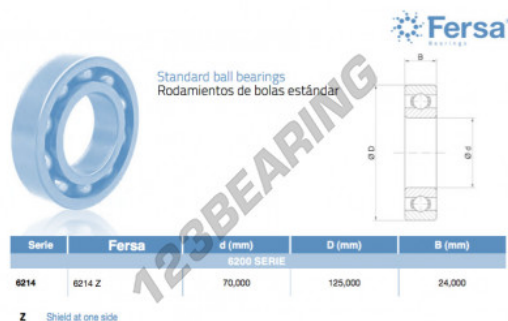 Fersa
Bearings
Standard ball bearings
Rodamientos de bolas estándar
B
Ø D
Ø d
123BEARING
Serie Fersa d (mm) D (mm) B (mm)
6200 SERIE
6214 6214 Z 70,000 125,000 24,000
Z Shield at one side